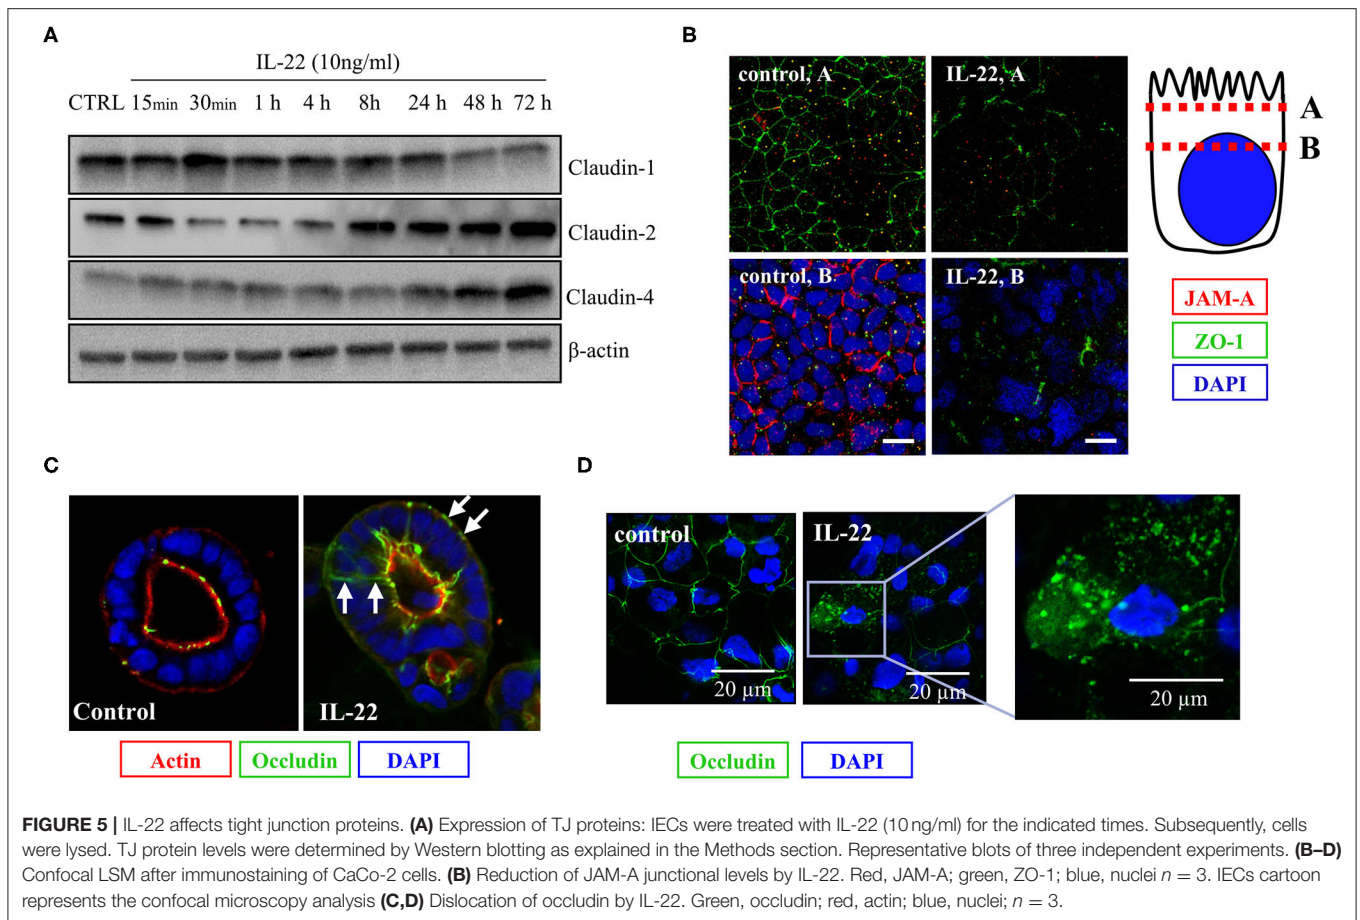 A
IL-22 (10ng/ml)
CTRL 15min 30min 1 h 4 h 8h 24 h 48 h 72 h
Claudin-1
Claudin-2
Claudin-4
β-actin
B
control, A
IL-22, A
control, B
IL-22, B
A
B
JAM-A
ZO-1
DAPI
C
Control
IL-22
Actin
Occludin
DAPI
D
control
IL-22
20 µm
20 µm
20 µm
Occludin
DAPI
FIGURE 5 | IL-22 affects tight junction proteins. (A) Expression of TJ proteins: IECs were treated with IL-22 (10 ng/ml) for the indicated times. Subsequently, cells
were lysed. TJ protein levels were determined by Western blotting as explained in the Methods section. Representative blots of three independent experiments. (B–D)
Confocal LSM after immunostaining of CaCo-2 cells. (B) Reduction of JAM-A junctional levels by IL-22. Red, JAM-A; green, ZO-1; blue, nuclei n = 3. IECs cartoon
represents the confocal microscopy analysis (C,D) Dislocation of occludin by IL-22. Green, occludin; red, actin; blue, nuclei; n = 3.